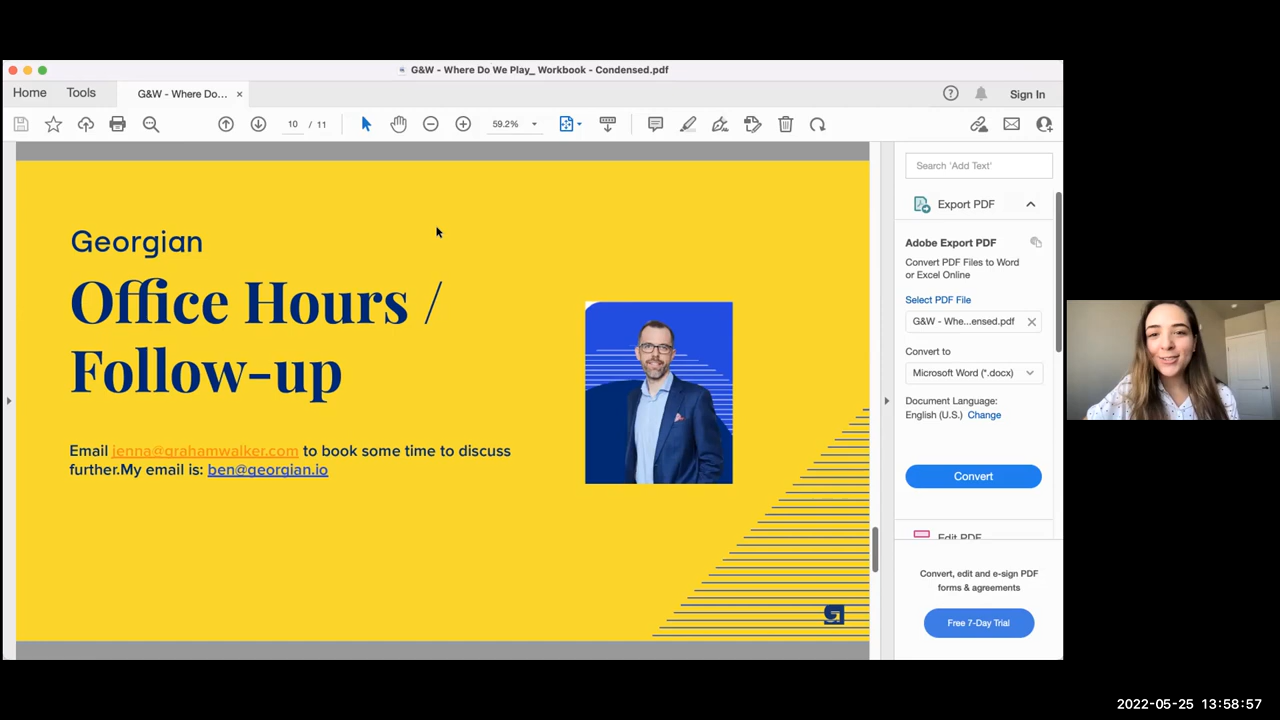 G&W - Where Do We Play_ Workbook - Condensed.pdf
Home Tools G&W - Where Do... × Sign In
10 / 11 59.2%
Search 'Add Text'
Export PDF
Adobe Export PDF
Convert PDF Files to Word
or Excel Online
Select PDF File
G&W - Whe...ensed.pdf
Convert to
Microsoft Word (*.docx)
Document Language:
English (U.S.) Change
Convert
Edit PDF
Convert, edit and e-sign PDF
forms & agreements
Free 7-Day Trial
Georgian
Office Hours /
Follow-up
Email jenna@grahamwalker.com to book some time to discuss
further.My email is: ben@georgian.io
2022-05-25 13:58:57